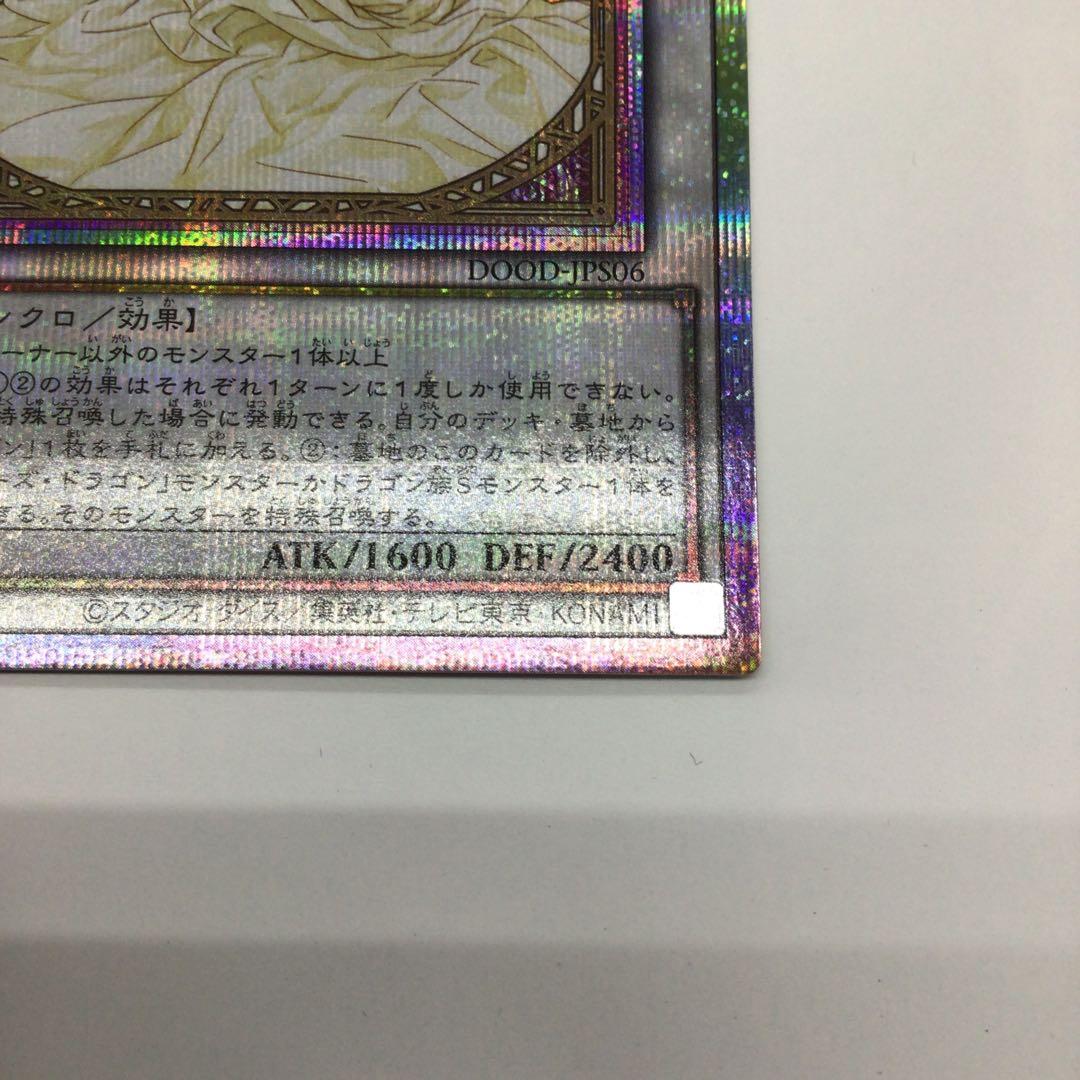 DOOD-JPS06
ンクロ／効果】
ーナー以外のモンスター1体以上
①②の効果はそれぞれ1ターンに1度しか使用できない。
特殊召喚した場合に発動できる。自分のデッキ・墓地から
ン」1枚を手札に加える。②：墓地のこのカードを除外し、
ーズ・ドラゴン」モンスターかドラゴン族Sモンスター1体を
きる。そのモンスターを特殊召喚する。
ATK/1600 DEF/2400
©スタジオ・ダイス／集英社・テレビ東京・KONAMI